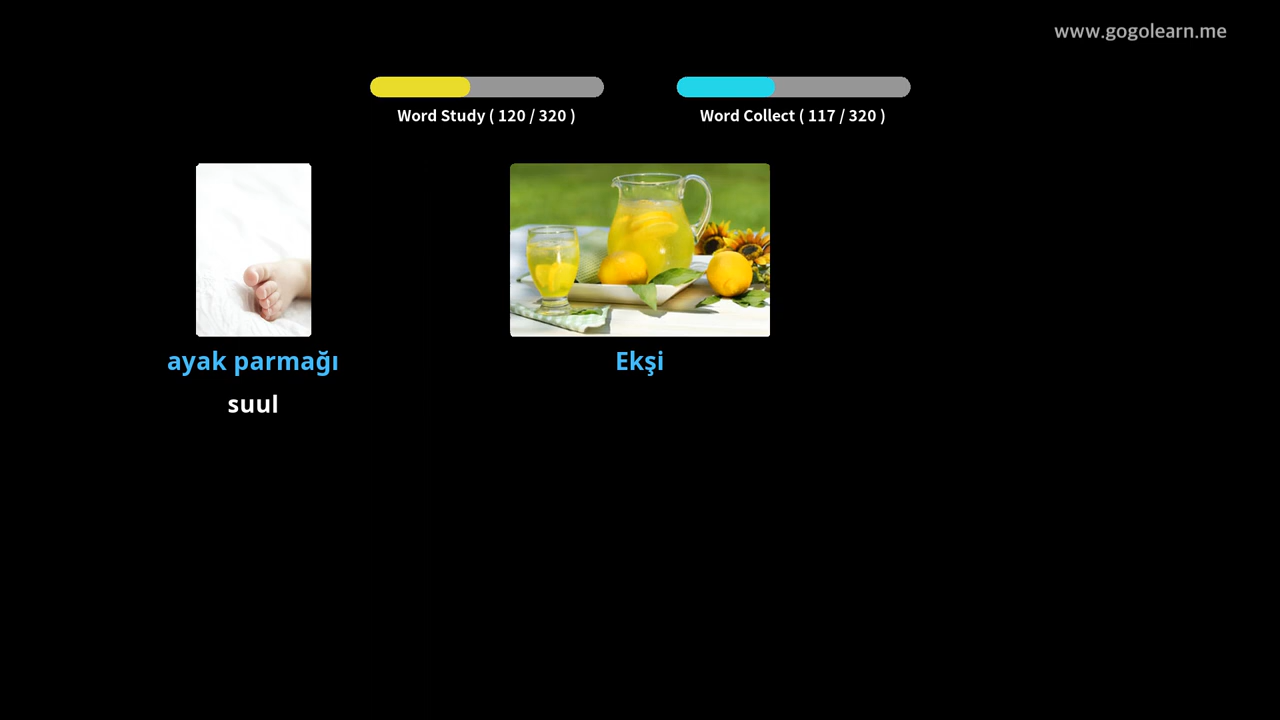 www.gogolearn.me
Word Study ( 120 / 320 )
Word Collect ( 117 / 320 )
ayak parmağı
Ekşi
suul